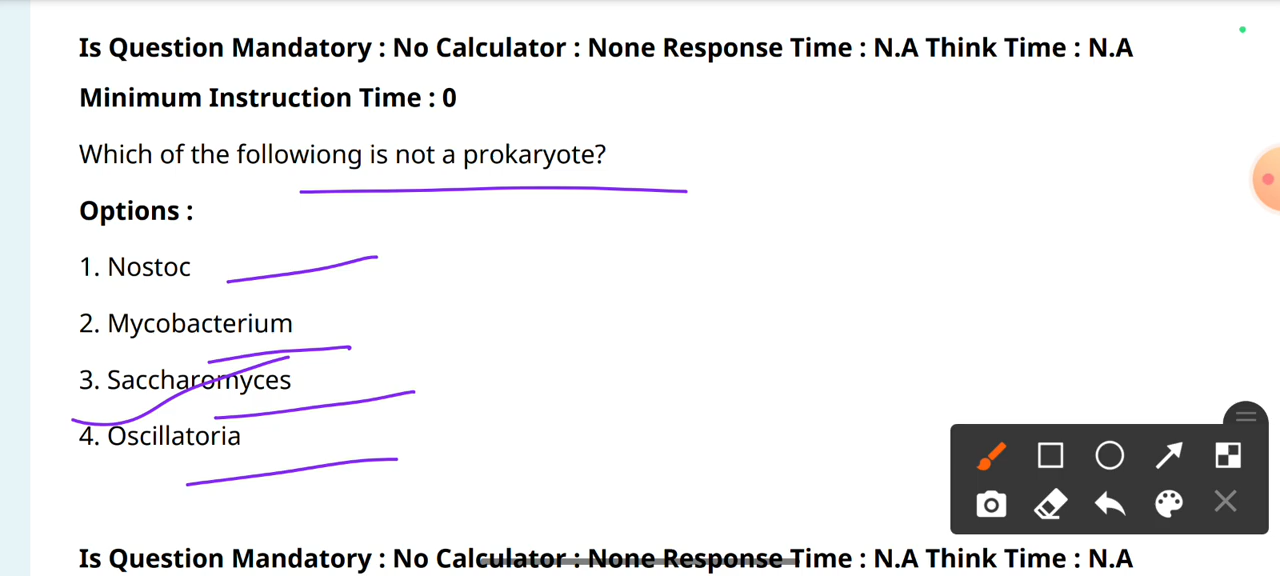 Is Question Mandatory : No Calculator : None Response Time : N.A Think Time : N.A
Minimum Instruction Time : 0
Which of the followiong is not a prokaryote?
Options :
1. Nostoc
2. Mycobacterium
3. Saccharomyces
4. Oscillatoria
Is Question Mandatory : No Calculator : None Response Time : N.A Think Time : N.A